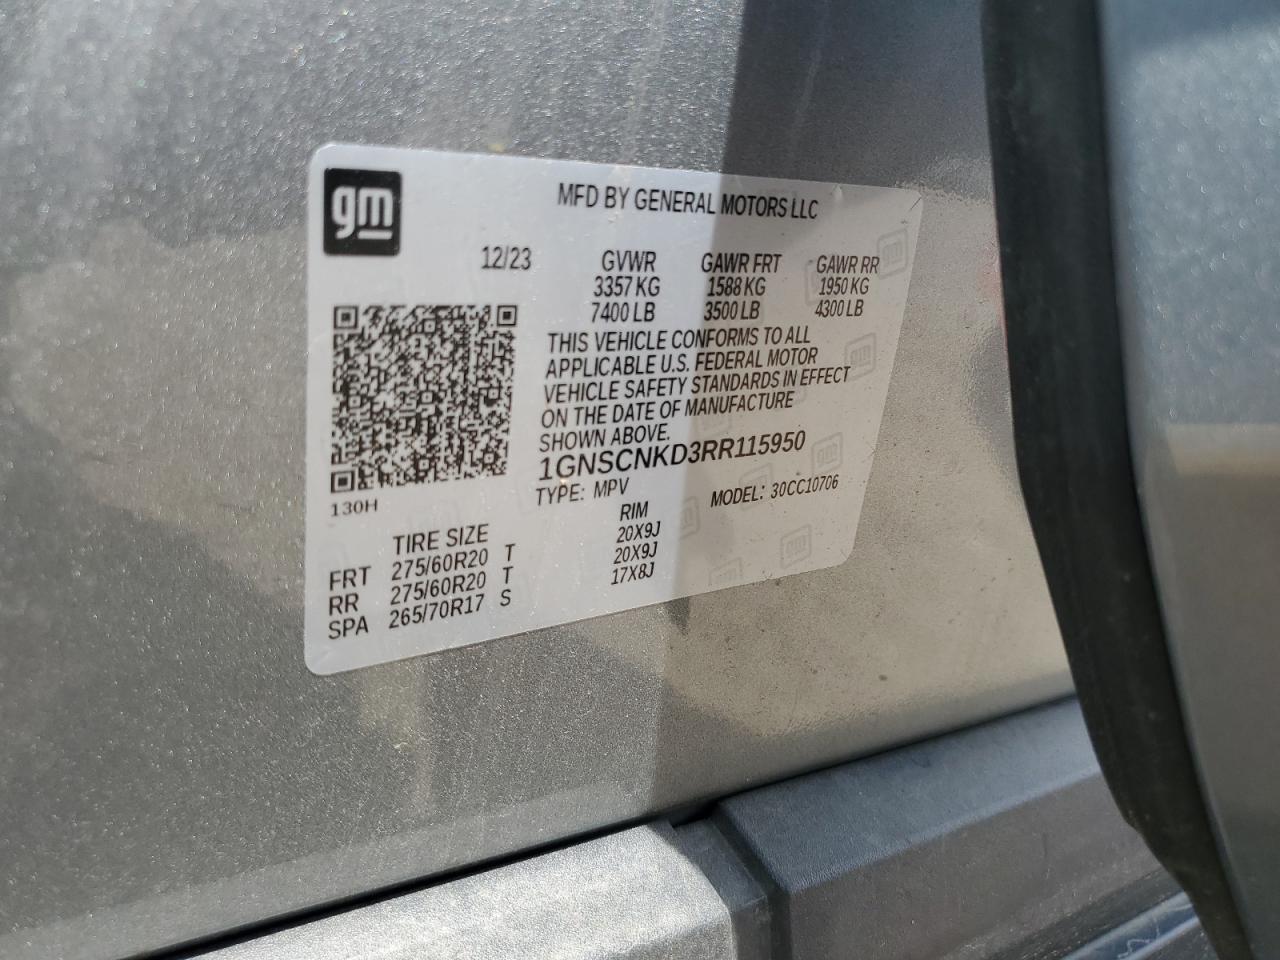 gm
MFD BY GENERAL MOTORS LLC
12/23 GVWR GAWR FRT GAWR RR
3357 KG 1588 KG 1950 KG
7400 LB 3500 LB 4300 LB
THIS VEHICLE CONFORMS TO ALL
APPLICABLE U.S. FEDERAL MOTOR
VEHICLE SAFETY STANDARDS IN EFFECT
ON THE DATE OF MANUFACTURE
SHOWN ABOVE.
1GNSCNKD3RR115950
TYPE: MPV MODEL: 30CC10706
130H
TIRE SIZE RIM
FRT 275/60R20 T 20X9J
RR 275/60R20 T 20X9J
SPA 265/70R17 S 17X8J